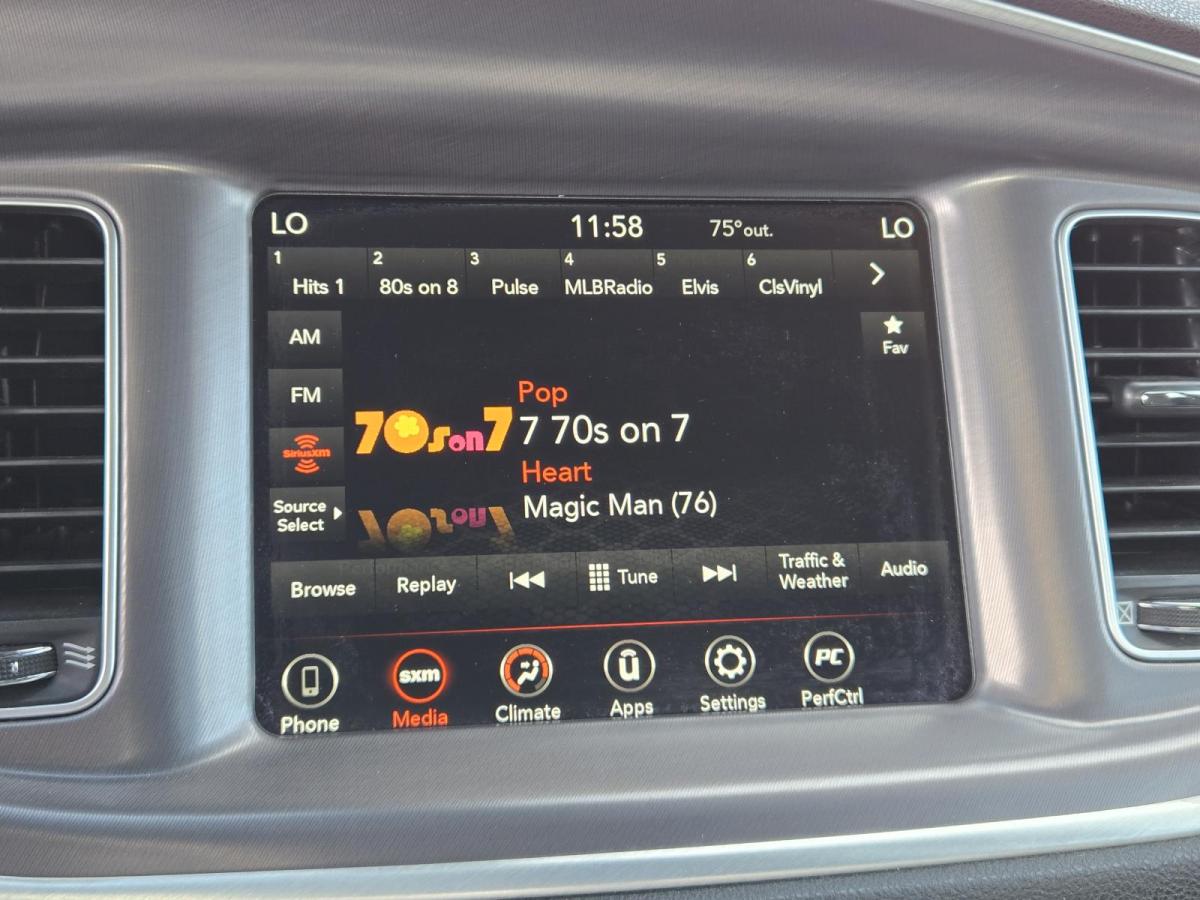 LO 11:58 75° out. LO
1 2 3 4 5 6
Hits 1 80s on 8 Pulse MLBRadio Elvis ClsVinyl
AM
Fav
FM
Pop
70s on 7
7 70s on 7
SiriusXM
Heart
Magic Man (76)
Source
Select
Browse Replay Tune Traffic &
Weather
Audio
sxm PC
Phone Media Climate Apps Settings PerfCtrl